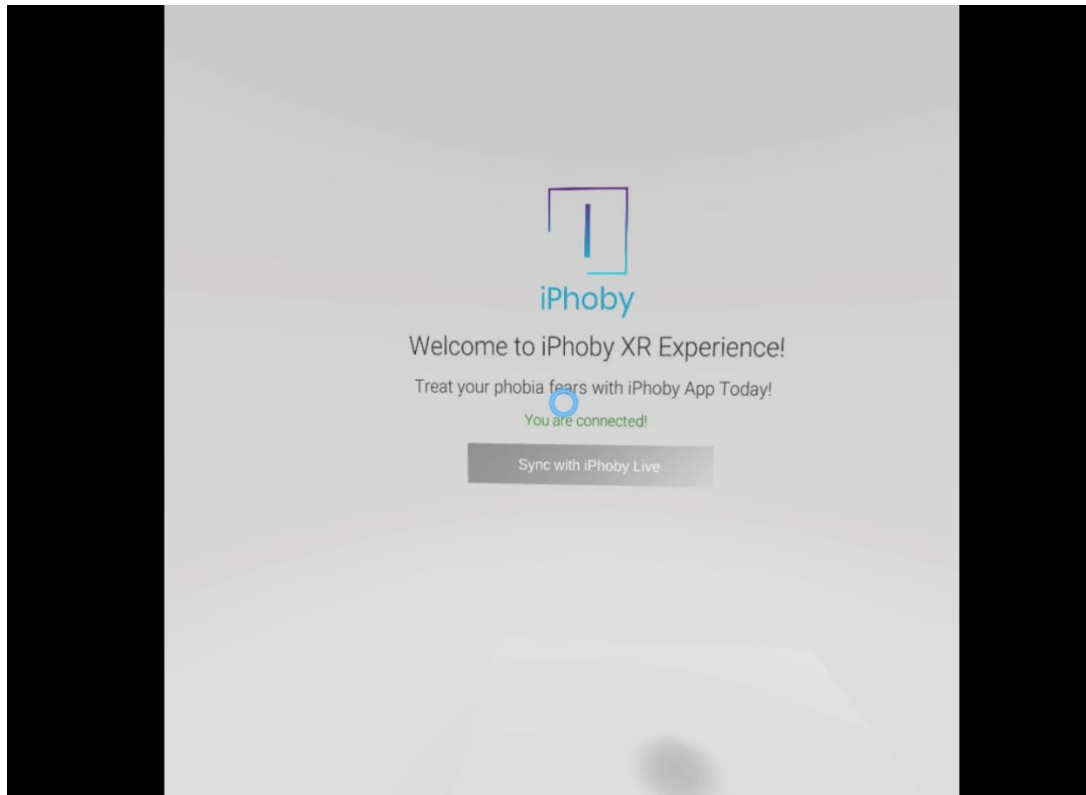 iPhoby
Welcome to iPhoby XR Experience!
Treat your phobia fears with iPhoby App Today!
You are connected!
Sync with iPhoby Live